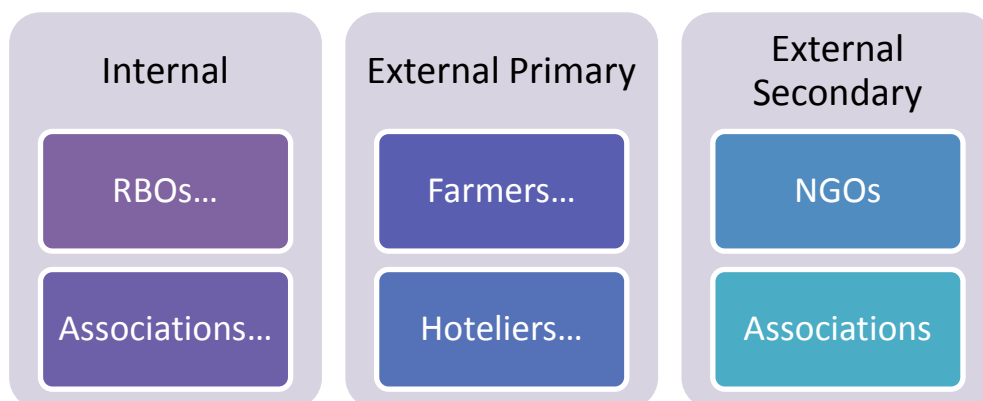 Internal
RBOs…
Associations…
External Primary
Farmers…
Hoteliers…
External
Secondary
NGOs
Associations